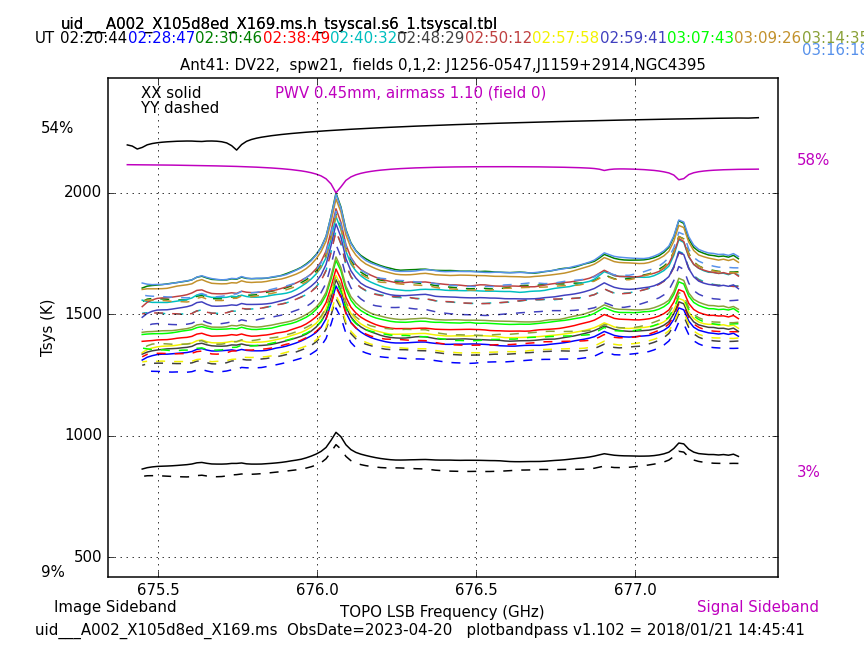 uid___A002_X105d8ed_X169.ms.h_tsyscal.s6_1.tsyscal.tbl
UT 02:20:44 02:28:47 02:30:46 02:38:49 02:40:32 02:48:29 02:50:12 02:57:58 02:59:41 03:07:43 03:09:26 03:14:35
03:16:18
Ant41: DV22, spw21, fields 0,1,2: J1256-0547,J1159+2914,NGC4395
XX solid
PWV 0.45mm, airmass 1.10 (field 0)
YY dashed
54%
58%
2000
1500
Tsys (K)
1000
3%
500
9%
675.5 676.0 676.5 677.0
Image Sideband
TOPO LSB Frequency (GHz)
Signal Sideband
uid___A002_X105d8ed_X169.ms ObsDate=2023-04-20 plotbandpass v1.102 = 2018/01/21 14:45:41